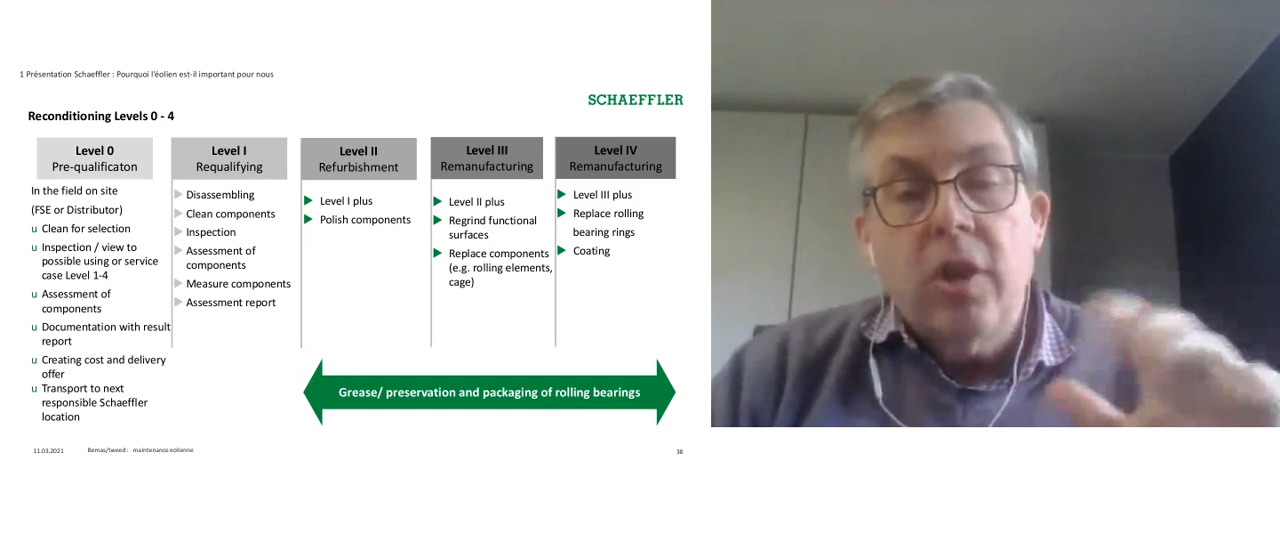 1 Présentation Schaeffler : Pourquoi l'éolien est-il important pour nous
SCHAEFFLER
Reconditioning Levels 0 - 4
Level 0
Pre-qualificaton
In the field on site
(FSE or Distributor)
u Clean for selection
u Inspection / view to
possible using or service
case Level 1-4
u Assessment of
components
u Documentation with result
report
u Creating cost and delivery
offer
u Transport to next
responsible Schaeffler
location
Level I
Requalifying
Disassembling
Clean components
Inspection
Assessment of
components
Measure components
Assessment report
Level II
Refurbishment
Level I plus
Polish components
Level III
Remanufacturing
Level II plus
Regrind functional
surfaces
Replace components
(e.g. rolling elements,
cage)
Level IV
Remanufacturing
Level III plus
Replace rolling
bearing rings
Coating
Grease/ preservation and packaging of rolling bearings
11.03.2021
Bemas/tweed : maintenance eolienne
38